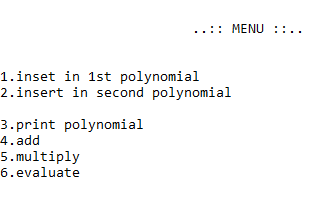 ..:: MENU ::..
1.inset in 1st polynomial
2.insert in second polynomial
3.print polynomial
4.add
5.multiply
6.evaluate